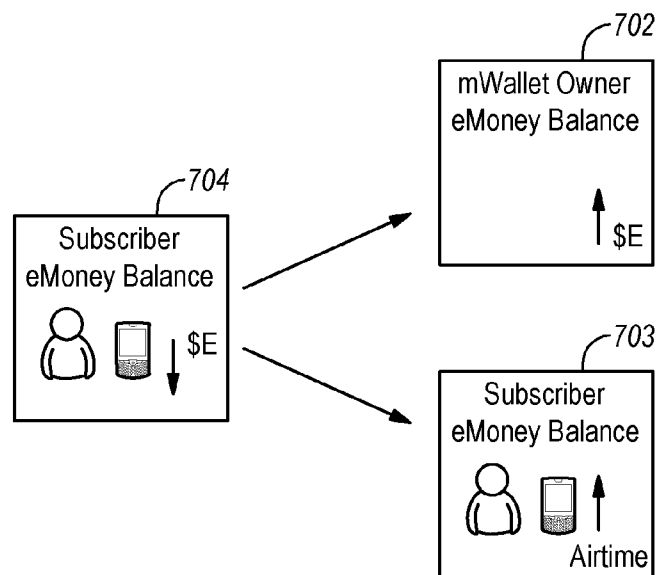 702
mWallet Owner
eMoney Balance
$E
704
Subscriber
eMoney Balance
$E
703
Subscriber
eMoney Balance
Airtime